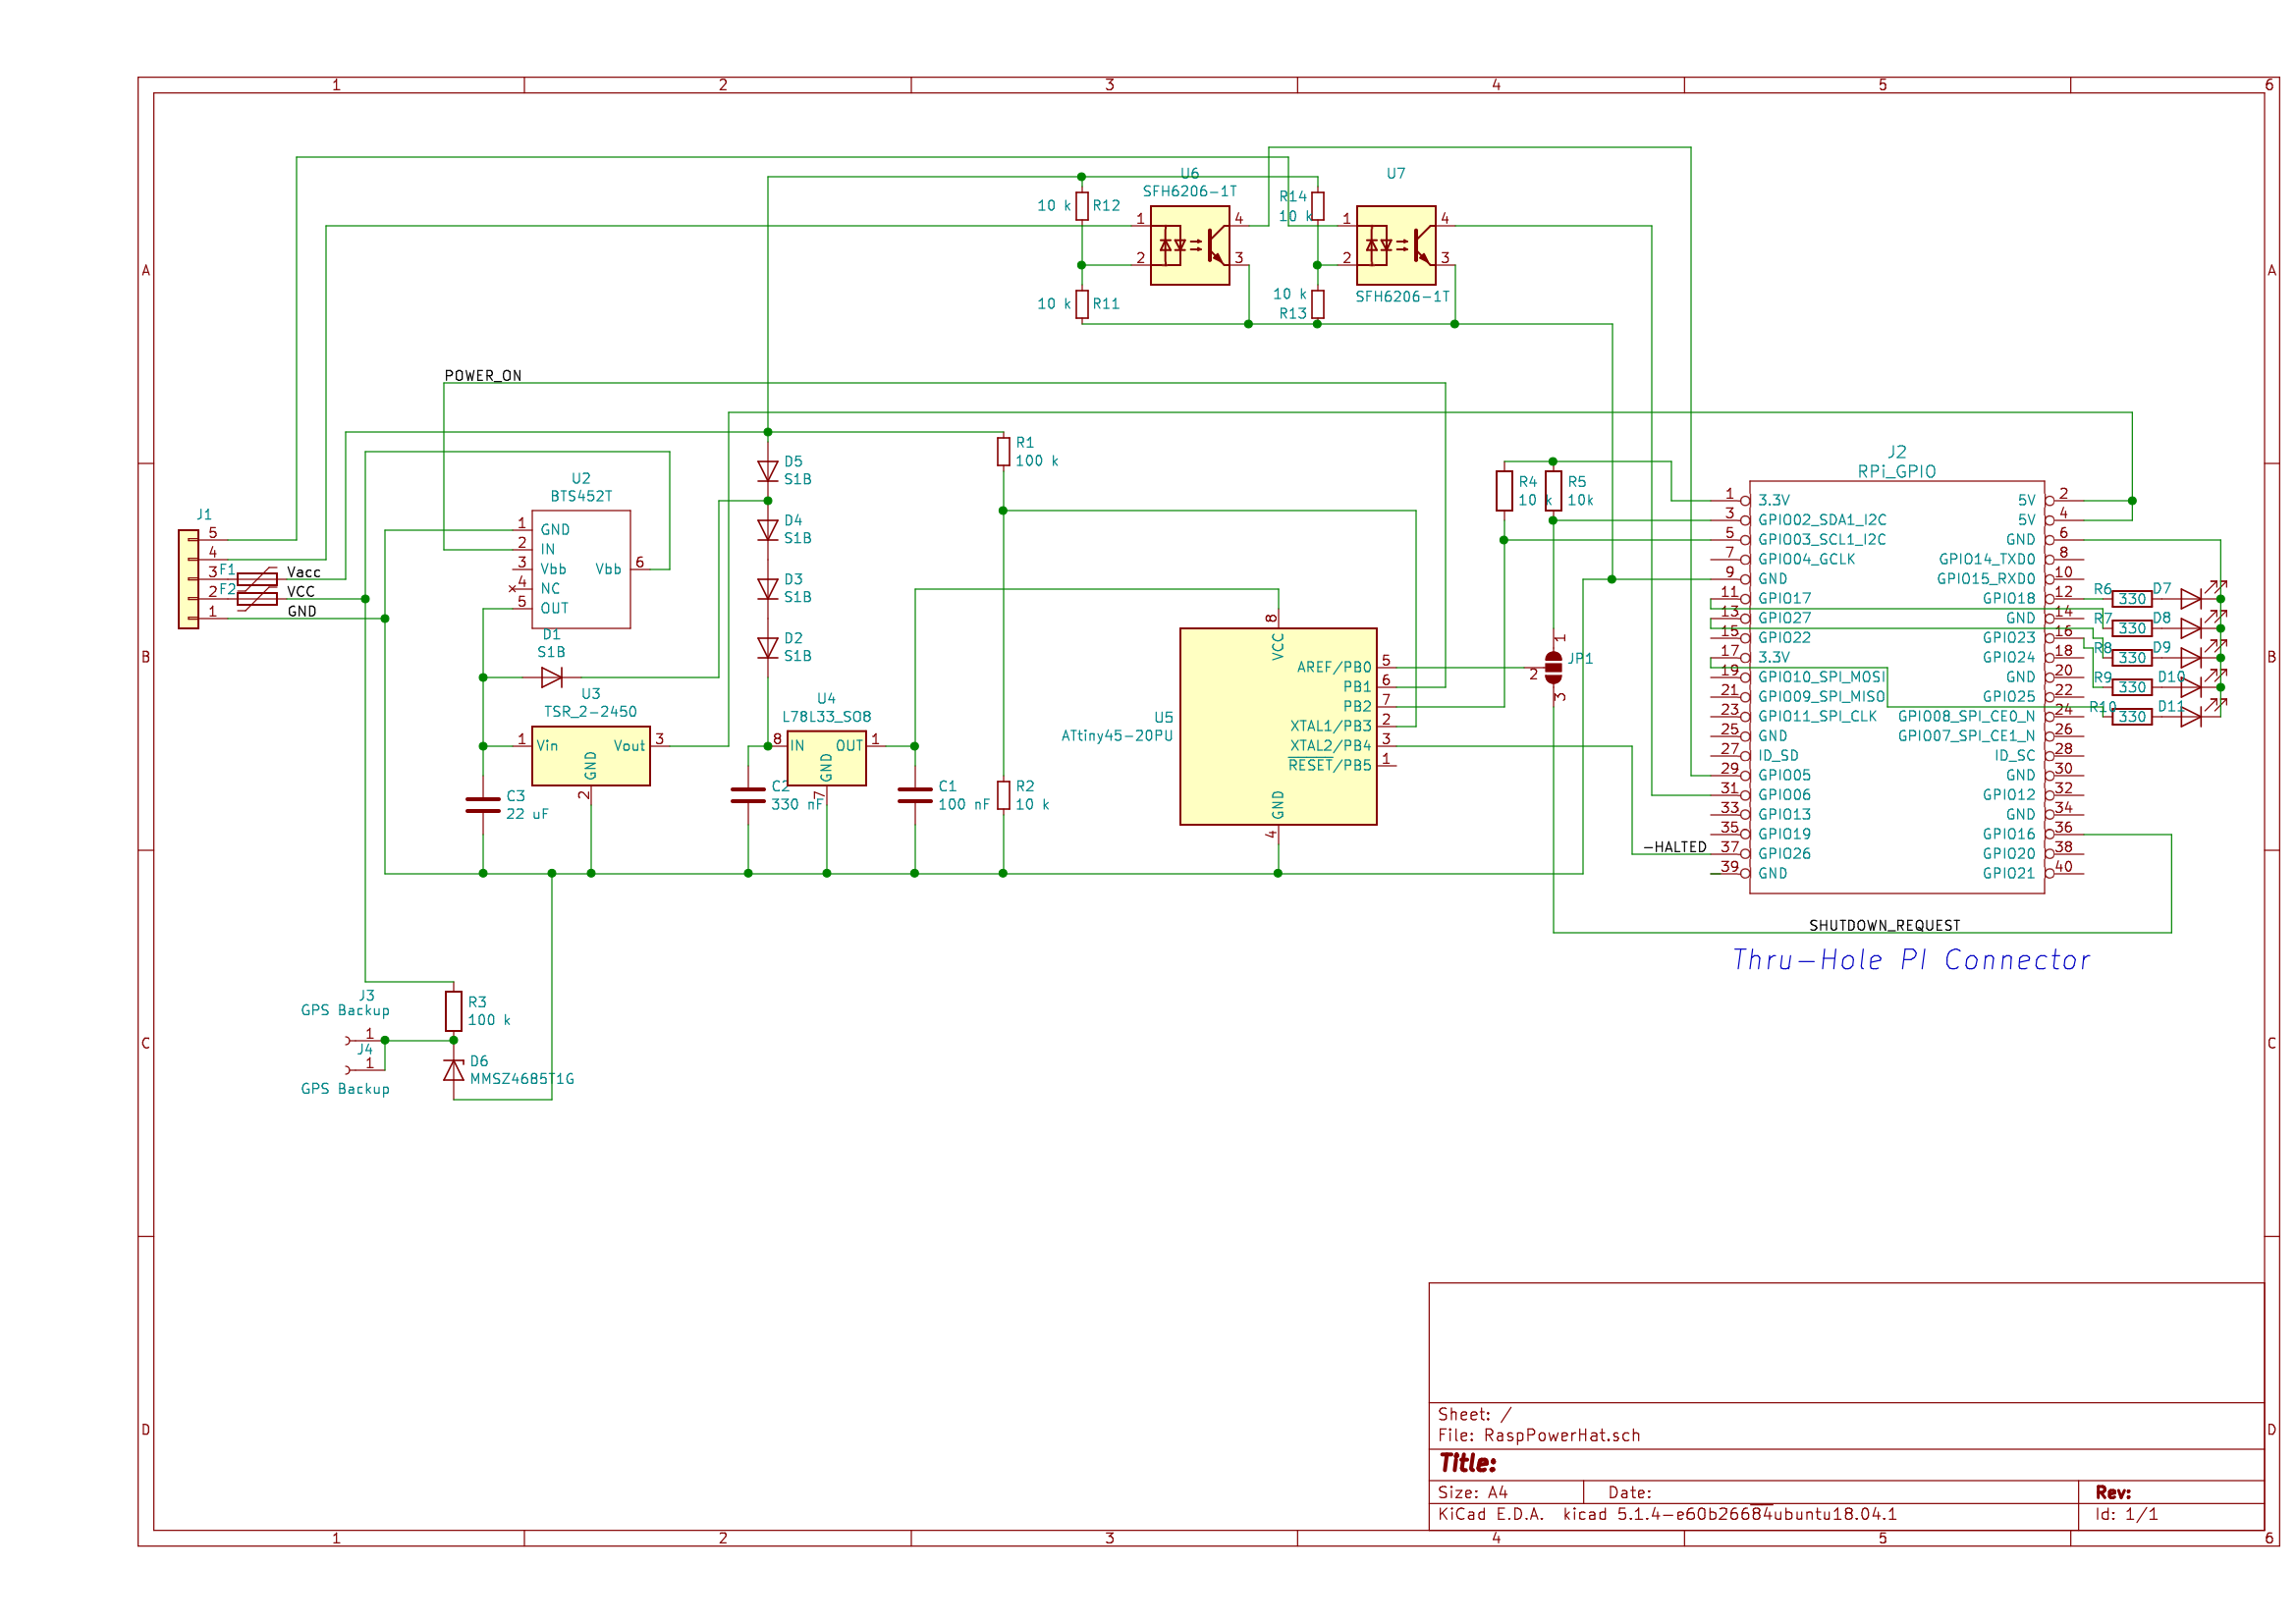 1 2 3 4 5 6
A
B
C
D
A
B
C
D
1 2 3 4 5 6
U6
SFH6206-1T
U7
SFH6206-1T
10 k R12
10 k R11
R14
10 k
10 k
R13
1
2
4
3
1
2
4
3
POWER_ON
J1
5
4
3
2
1
F1
F2
Vacc
VCC
GND
U2
BTS452T
1 GND
2 IN
3 Vbb
4 NC
5 OUT
Vbb 6
D1
S1B
U3
TSR_2-2450
1 Vin
Vout 3
GND
2
C3
22 uF
D5
S1B
D4
S1B
D3
S1B
D2
S1B
U4
L78L33_SO8
8 IN
OUT 1
GND
7
C2
330 nF
C1
100 nF
R1
100 k
R2
10 k
U5
ATtiny45-20PU
8
VCC
AREF/PB0 5
PB1 6
PB2 7
XTAL1/PB3 2
XTAL2/PB4 3
RESET/PB5 1
GND
4
R4
10 k
R5
10k
JP1
1
2
3
-HALTED
SHUTDOWN_REQUEST
J2
RPi_GPIO
1 3.3V
3 GPIO02_SDA1_I2C
5 GPIO03_SCL1_I2C
7 GPIO04_GCLK
9 GND
11 GPIO17
13 GPIO27
15 GPIO22
17 3.3V
19 GPIO10_SPI_MOSI
21 GPIO09_SPI_MISO
23 GPIO11_SPI_CLK
25 GND
27 ID_SD
29 GPIO05
31 GPIO06
33 GPIO13
35 GPIO19
37 GPIO26
39 GND
5V 2
5V 4
GND 6
GPIO14_TXD0 8
GPIO15_RXD0 10
GPIO18 12
GND 14
GPIO23 16
GPIO24 18
GND 20
GPIO25 22
GPIO08_SPI_CE0_N 24
GPIO07_SPI_CE1_N 26
ID_SC 28
GND 30
GPIO12 32
GND 34
GPIO16 36
GPIO20 38
GPIO21 40
R6 330 D7
R7 330 D8
R8 330 D9
R9 330 D10
R10 330 D11
Thru-Hole PI Connector
J3
GPS Backup
1
J4
1
GPS Backup
R3
100 k
D6
MMSZ4685T1G
Sheet: /
File: RaspPowerHat.sch
Title:
Size: A4 Date: Rev:
KiCad E.D.A. kicad 5.1.4-e60b26684ubuntu18.04.1 Id: 1/1